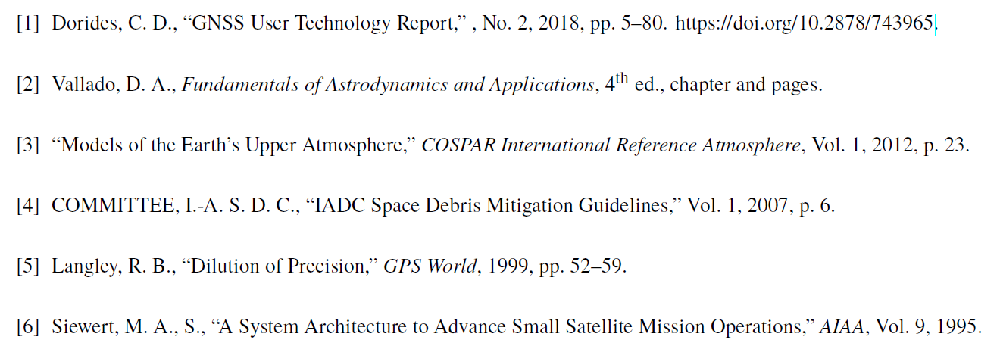 [1] Dorides, C. D., “GNSS User Technology Report,” , No. 2, 2018, pp. 5–80. https://doi.org/10.2878/743965.
[2] Vallado, D. A., Fundamentals of Astrodynamics and Applications, 4th ed., chapter and pages.
[3] “Models of the Earth’s Upper Atmosphere,” COSPAR International Reference Atmosphere, Vol. 1, 2012, p. 23.
[4] COMMITTEE, I.-A. S. D. C., “IADC Space Debris Mitigation Guidelines,” Vol. 1, 2007, p. 6.
[5] Langley, R. B., “Dilution of Precision,” GPS World, 1999, pp. 52–59.
[6] Siewert, M. A., S., “A System Architecture to Advance Small Satellite Mission Operations,” AIAA, Vol. 9, 1995.